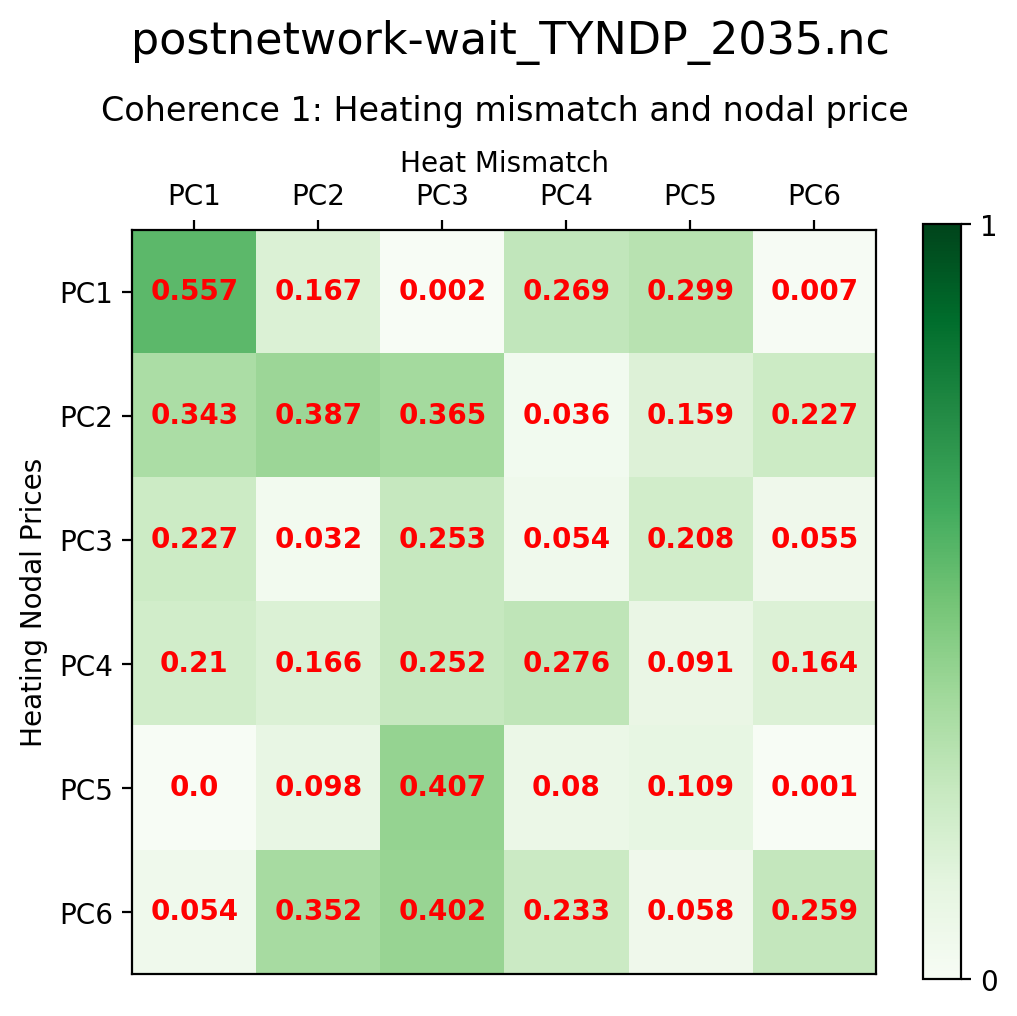 postnetwork-wait_TYNDP_2035.nc
Coherence 1: Heating mismatch and nodal price
Heat Mismatch
PC1 PC2 PC3 PC4 PC5 PC6
1
Heating Nodal Prices
PC1 0.557 0.167 0.002 0.269 0.299 0.007
PC2 0.343 0.387 0.365 0.036 0.159 0.227
PC3 0.227 0.032 0.253 0.054 0.208 0.055
PC4 0.21 0.166 0.252 0.276 0.091 0.164
PC5 0.0 0.098 0.407 0.08 0.109 0.001
PC6 0.054 0.352 0.402 0.233 0.058 0.259
0